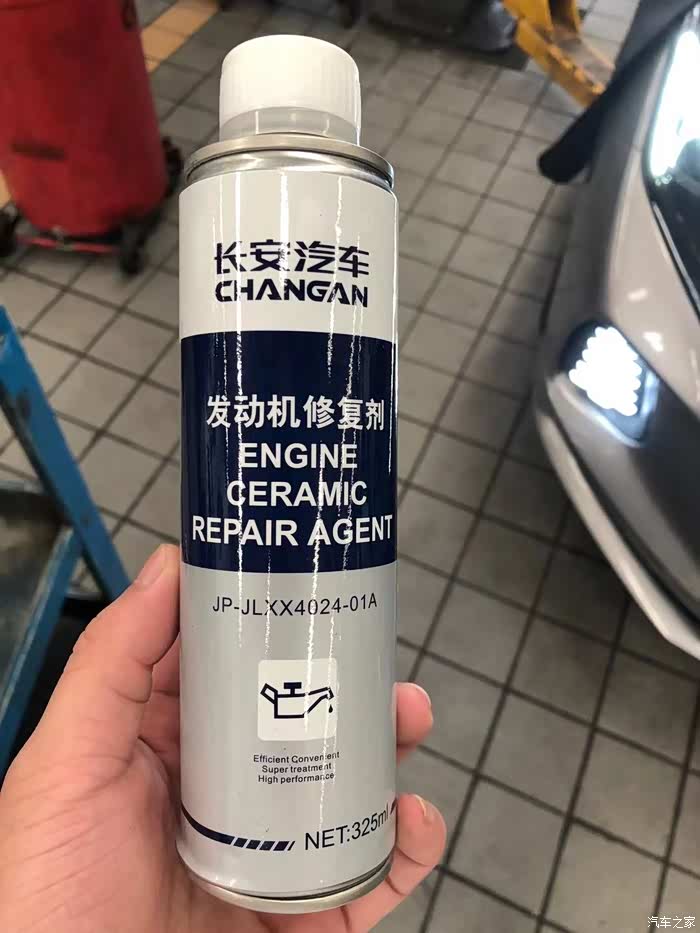 长安汽车
CHANGAN
发动机修复剂
ENGINE
CERAMIC
REPAIR AGENT
JP-JLXX4024-01A
Efficient Convenient
Super treatment
High performance
NET:325ml
汽车之家